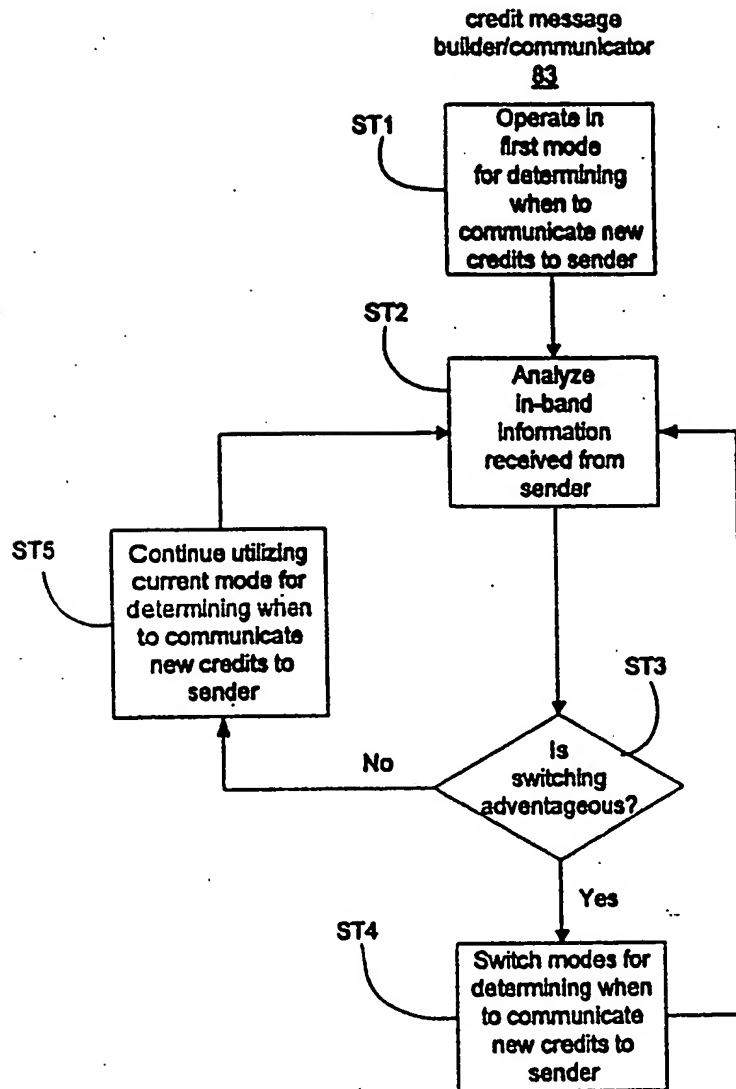 credit message
builder/communicator
83
ST1
Operate in
first mode
for determining
when to
communicate new
credits to sender
ST2
Analyze
in-band
information
received from
sender
ST5
Continue utilizing
current mode for
determining when
to communicate
new credits to
sender
ST3
Is
switching
adventageous?
No
Yes
ST4
Switch modes for
determining when
to communicate
new credits to
sender